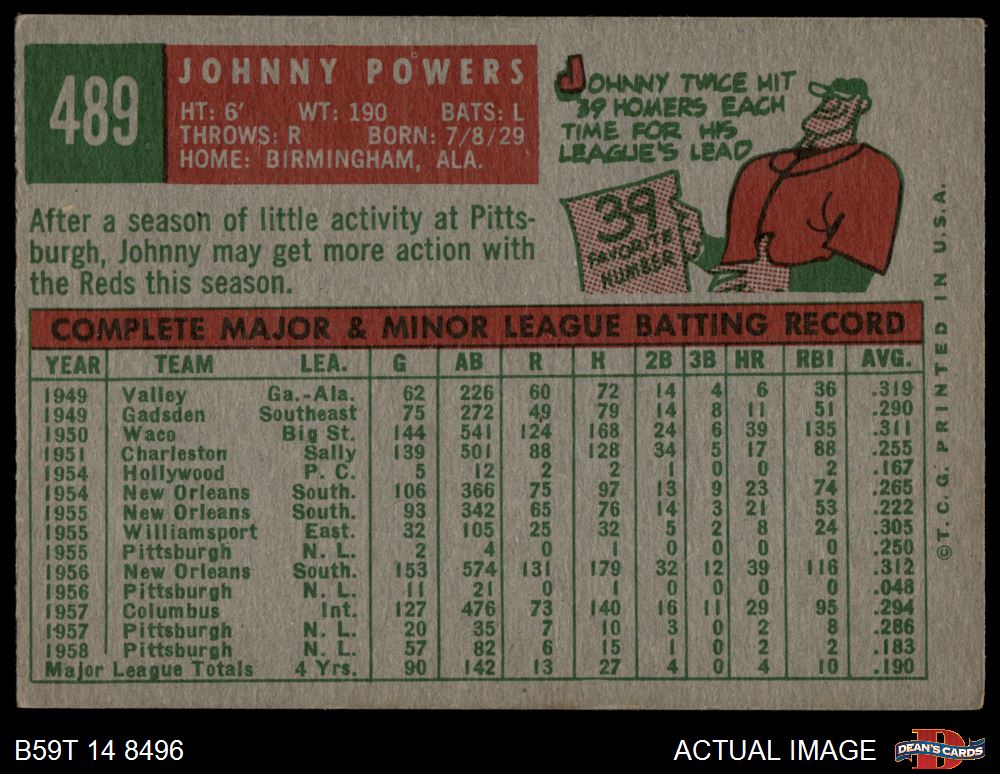 489
JOHNNY POWERS
HT: 6' WT: 190 BATS: L
THROWS: R BORN: 7/8/29
HOME: BIRMINGHAM, ALA.
JOHNNY TWICE HIT
39 HOMERS EACH
TIME FOR HIS
LEAGUE'S LEAD
39
FAVORITE
NUMBER
After a season of little activity at Pitts-
burgh, Johnny may get more action with
the Reds this season.
COMPLETE MAJOR & MINOR LEAGUE BATTING RECORD
YEAR TEAM LEA. G AB R H 2B 3B HR RBI AVG.
1949 Valley Ga.-Ala. 62 226 60 72 14 4 6 36 .319
1949 Gadsden Southeast 75 272 49 79 14 8 11 51 .290
1950 Waco Big St. 144 541 124 168 24 6 39 135 .311
1951 Charleston Sally 139 501 88 128 34 5 17 88 .255
1954 Hollywood P. C. 5 12 2 2 1 0 0 2 .167
1954 New Orleans South. 106 366 75 97 13 9 23 74 .265
1955 New Orleans South. 93 342 65 76 14 3 21 53 .222
1955 Williamsport East. 32 105 25 32 5 2 8 24 .305
1955 Pittsburgh N. L. 2 4 0 1 0 0 0 0 .250
1956 New Orleans South. 153 574 131 179 32 12 39 116 .312
1956 Pittsburgh N. L. 11 21 0 1 0 0 0 0 .048
1957 Columbus Int. 127 476 73 140 16 11 29 95 .294
1957 Pittsburgh N. L. 20 35 7 10 3 0 2 8 .286
1958 Pittsburgh N. L. 57 82 6 15 1 0 2 2 .183
Major League Totals 4 Yrs. 90 142 13 27 4 0 4 10 .190
© T. C. G. PRINTED IN U.S.A.
B59T 14 8496
ACTUAL IMAGE
D
DEAN'S CARDS